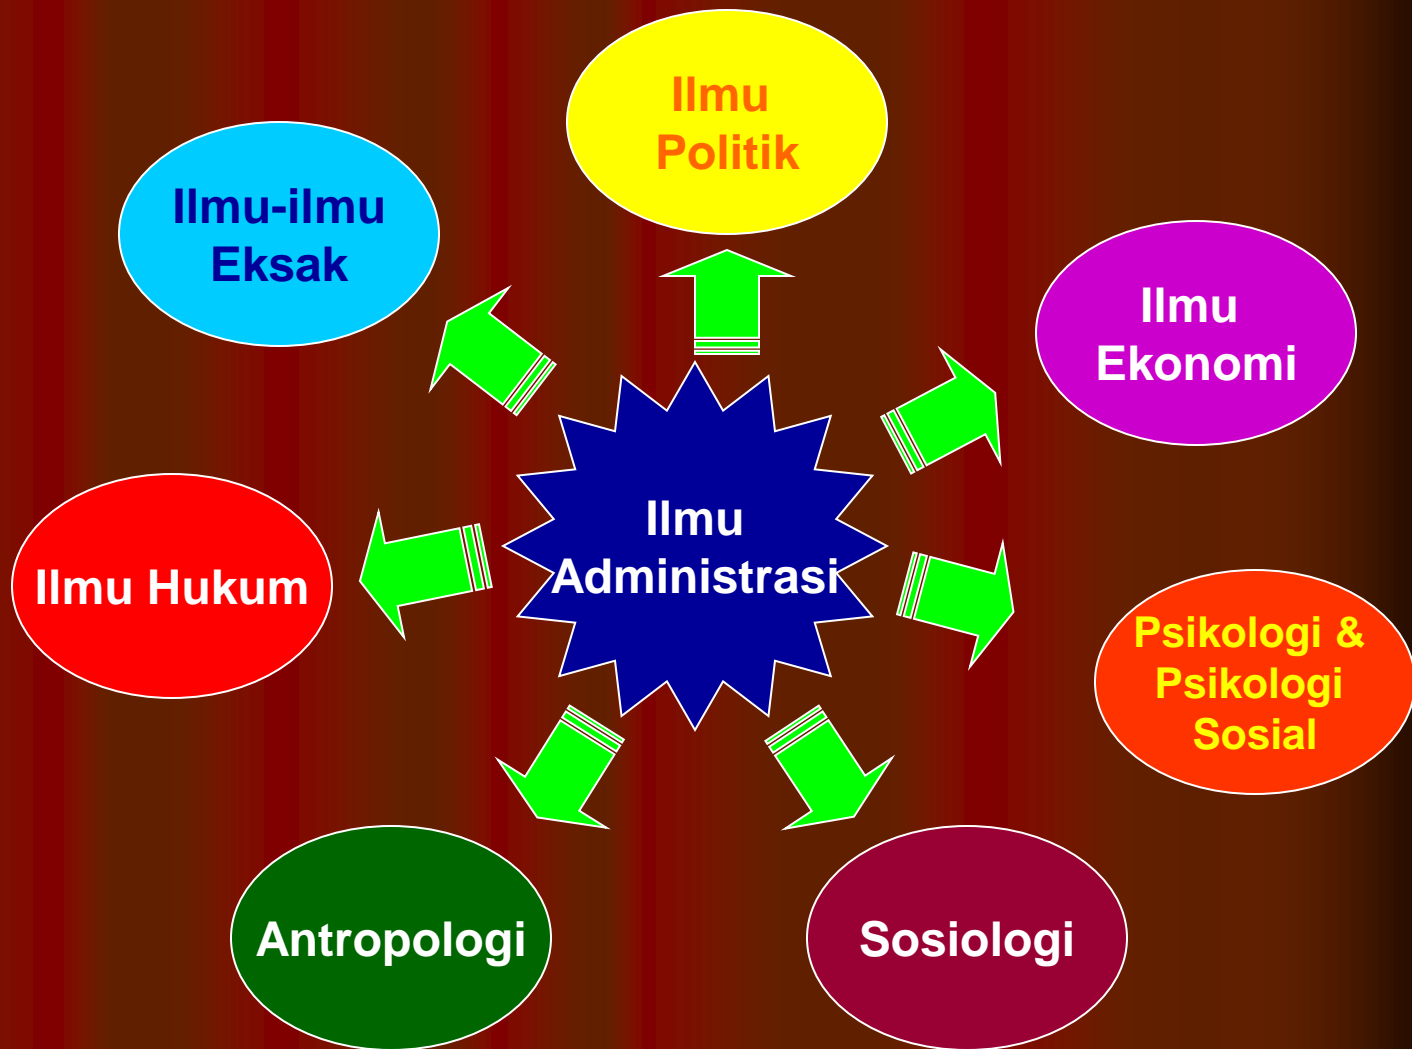 Ilmu
Politik
Ilmu-ilmu
Eksak
Ilmu
Ekonomi
Ilmu
Administrasi
Ilmu Hukum
Psikologi &
Psikologi
Sosial
Antropologi
Sosiologi